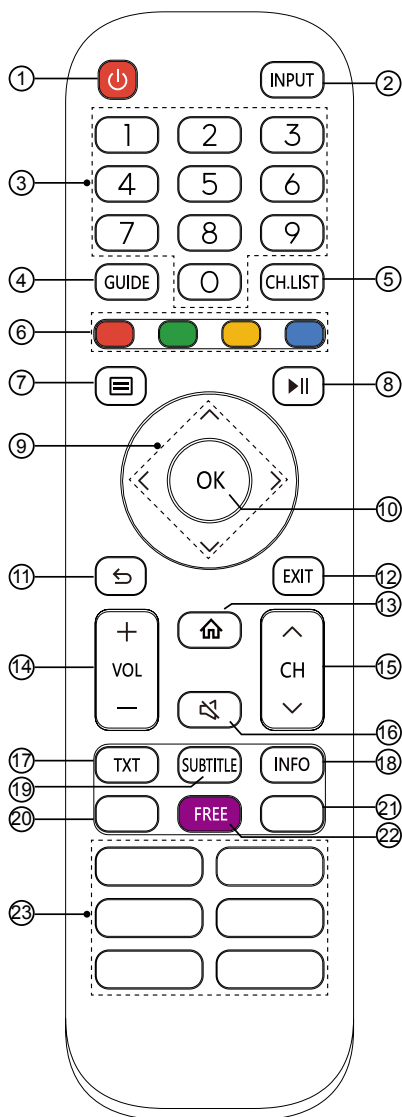 ① INPUT ②
1 2 3
③ 4 5 6
7 8 9
④ GUIDE 0 CH.LIST ⑤
⑥
⑦ ⑧
⑨
OK
⑩
⑪ EXIT ⑫
⑬
⑭ VOL CH ⑮
⑯
⑰ TXT SUBTITLE INFO ⑱
⑲
⑳ FREE ㉑
㉒
㉓